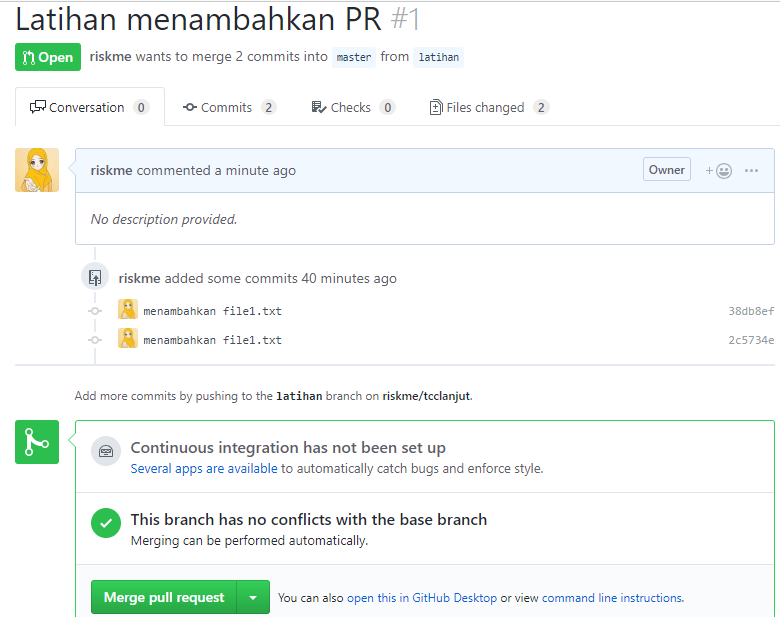 Latihan menambahkan PR #1
Open riskme wants to merge 2 commits into master from latihan
Conversation 0 Commits 2 Checks 0 Files changed 2
riskme commented a minute ago Owner
No description provided.
riskme added some commits 40 minutes ago
menambahkan file1.txt 38db8ef
menambahkan file1.txt 2c5734e
Add more commits by pushing to the latihan branch on riskme/tcclanjut.
Continuous integration has not been set up
Several apps are available to automatically catch bugs and enforce style.
This branch has no conflicts with the base branch
Merging can be performed automatically.
Merge pull request You can also open this in GitHub Desktop or view command line instructions.